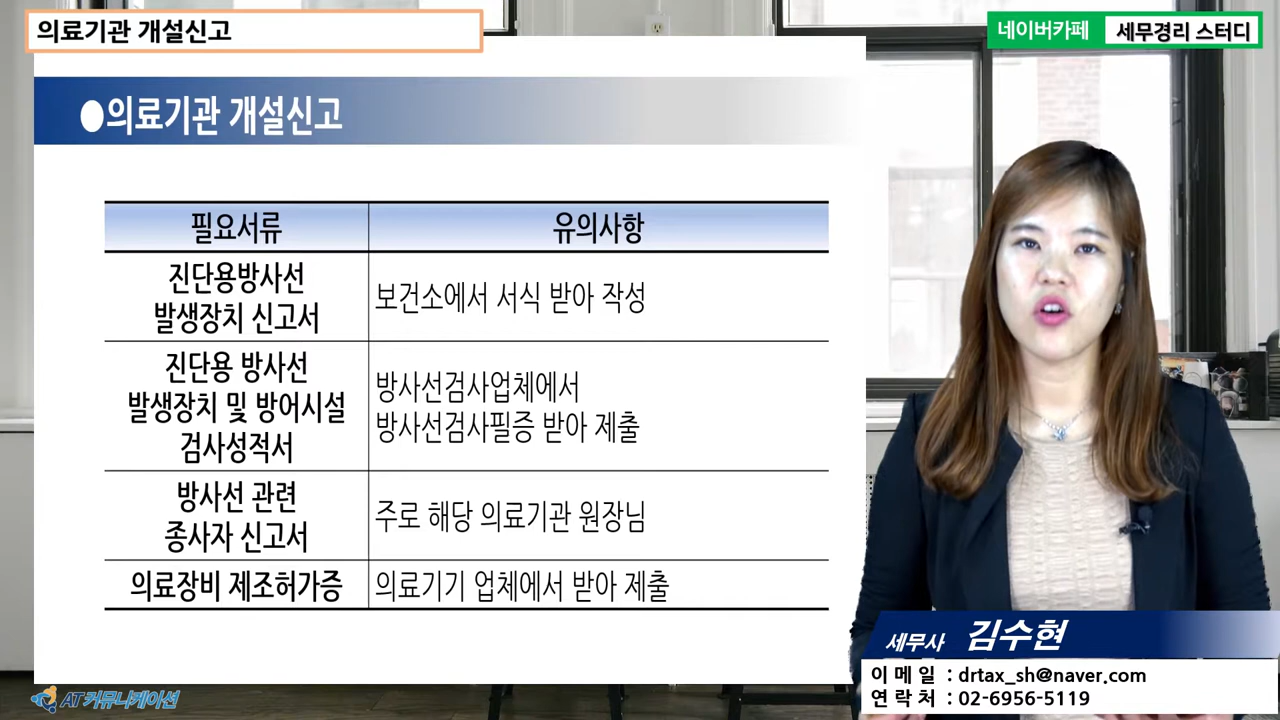 의료기관 개설신고
네이버카페 세무경리 스터디
●의료기관 개설신고
필요서류 유의사항
진단용방사선
발생장치 신고서
보건소에서 서식 받아 작성
진단용 방사선
발생장치 및 방어시설
검사성적서
방사선검사업체에서
방사선검사필증 받아 제출
방사선 관련
종사자 신고서
주로 해당 의료기관 원장님
의료장비 제조허가증
의료기기 업체에서 받아 제출
세무사 김수현
이 메 일 : drtax_sh@naver.com
연 락 처 : 02-6956-5119
AT커뮤니케이션